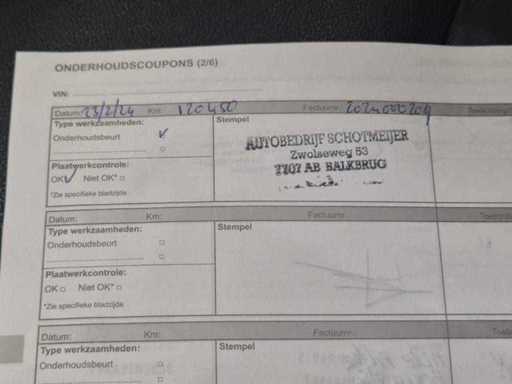 ONDERHOUDSCOUPONS (2/6)
VIN:
Datum: 23/2/24 Km: 120450 Factuurnr.: 2024000204
Type werkzaamheden: Stempel
Onderhoudsbeurt
AUTOBEDRIJF SCHOTMEIJER
Zwolseweg 53
7707 AB BALKBRUG
Plaatwerkcontrole:
OK Niet OK*
*Zie specifieke bladzijde
Datum: Km: Factuurnr.:
Type werkzaamheden: Stempel
Onderhoudsbeurt
Plaatwerkcontrole:
OK Niet OK*
*Zie specifieke bladzijde
Datum: Km: Factuurnr.:
Type werkzaamheden: Stempel
Onderhoudsbeurt